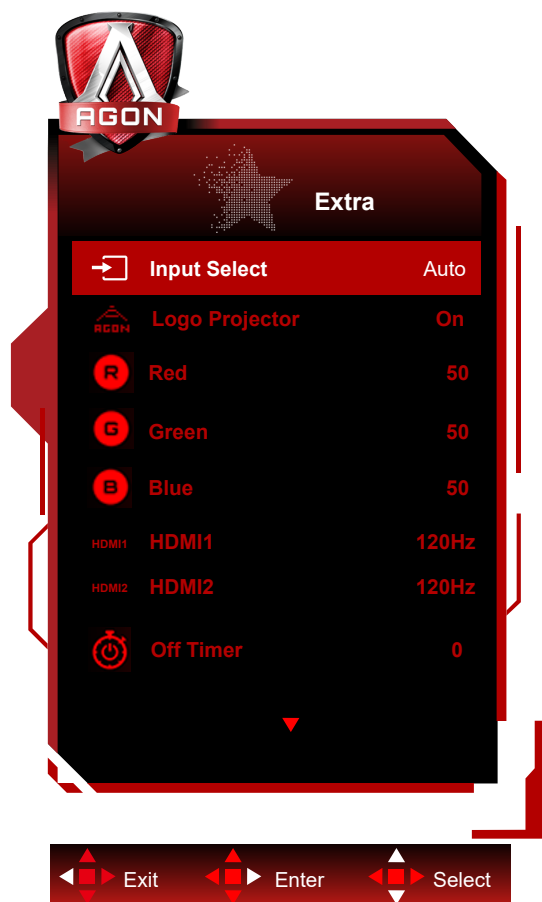 AGON
Extra
Input Select Auto
AGON Logo Projector On
R Red 50
G Green 50
B Blue 50
HDMI1 HDMI1 120Hz
HDMI2 HDMI2 120Hz
Off Timer 0
Exit Enter Select